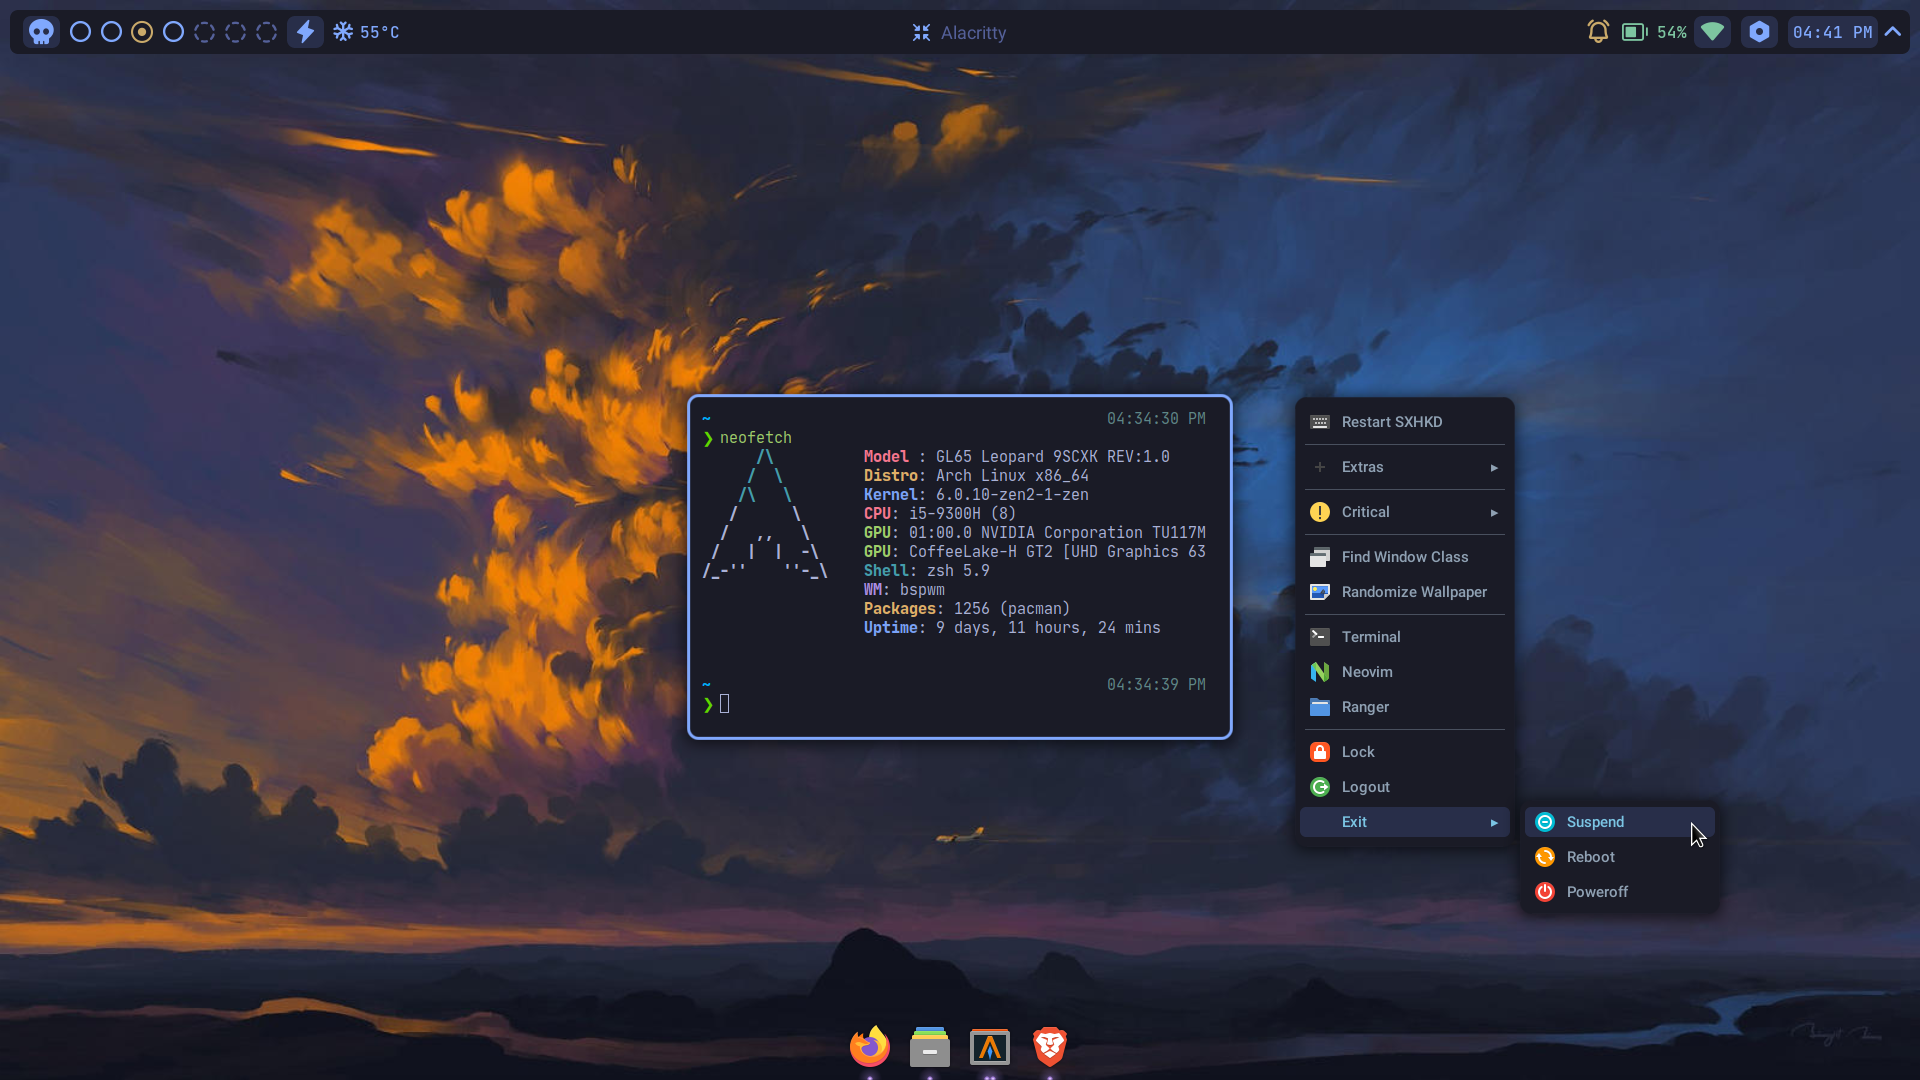 55°C
Alacritty
54%
04:41 PM
~ 04:34:30 PM
❯ neofetch
Model : GL65 Leopard 9SCXK REV:1.0
Distro: Arch Linux x86_64
Kernel: 6.0.10-zen2-1-zen
CPU: i5-9300H (8)
GPU: 01:00.0 NVIDIA Corporation TU117M
GPU: CoffeeLake-H GT2 [UHD Graphics 63
Shell: zsh 5.9
WM: bspwm
Packages: 1256 (pacman)
Uptime: 9 days, 11 hours, 24 mins
~ 04:34:39 PM
❯
Restart SXHKD
Extras
Critical
Find Window Class
Randomize Wallpaper
Terminal
Neovim
Ranger
Lock
Logout
Exit
Suspend
Reboot
Poweroff